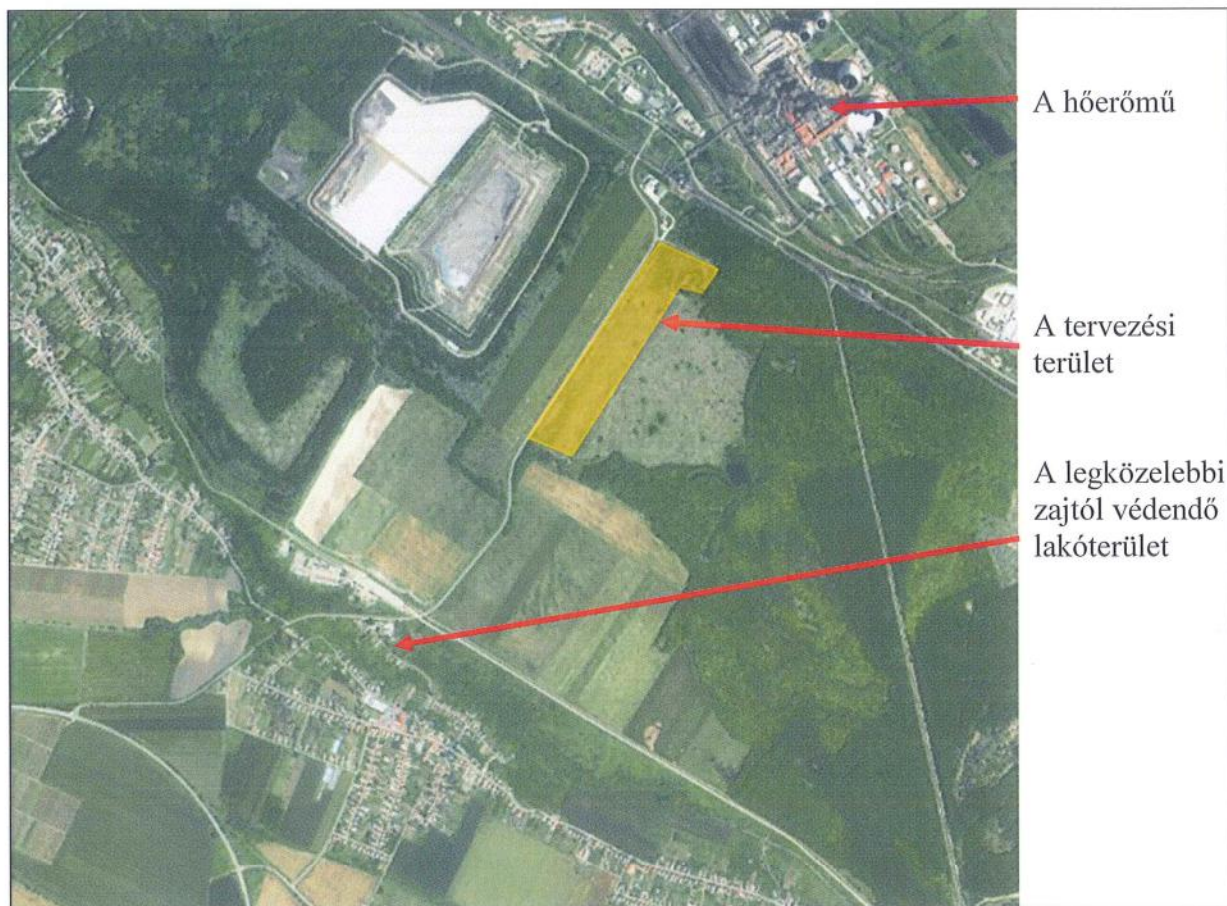 A hőerőmű
A tervezési
terület
A legközelebbi
zajtól védendő
lakóterület